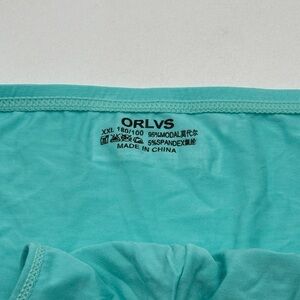 ORLVS
XXL 180/100 95%MODAL莫代尔
5%SPANDEX氨纶
MADE IN CHINA